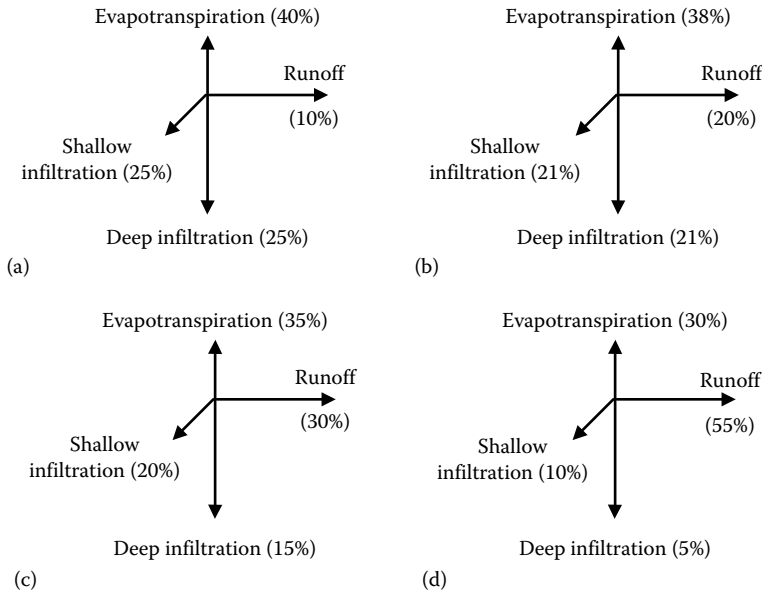 Evapotranspiration (40%)
Runoff
(10%)
Shallow
infiltration (25%)
Deep infiltration (25%)
(a)
Evapotranspiration (38%)
Runoff
(20%)
Shallow
infiltration (21%)
Deep infiltration (21%)
(b)
Evapotranspiration (35%)
Runoff
(30%)
Shallow
infiltration (20%)
Deep infiltration (15%)
(c)
Evapotranspiration (30%)
Runoff
(55%)
Shallow
infiltration (10%)
Deep infiltration (5%)
(d)